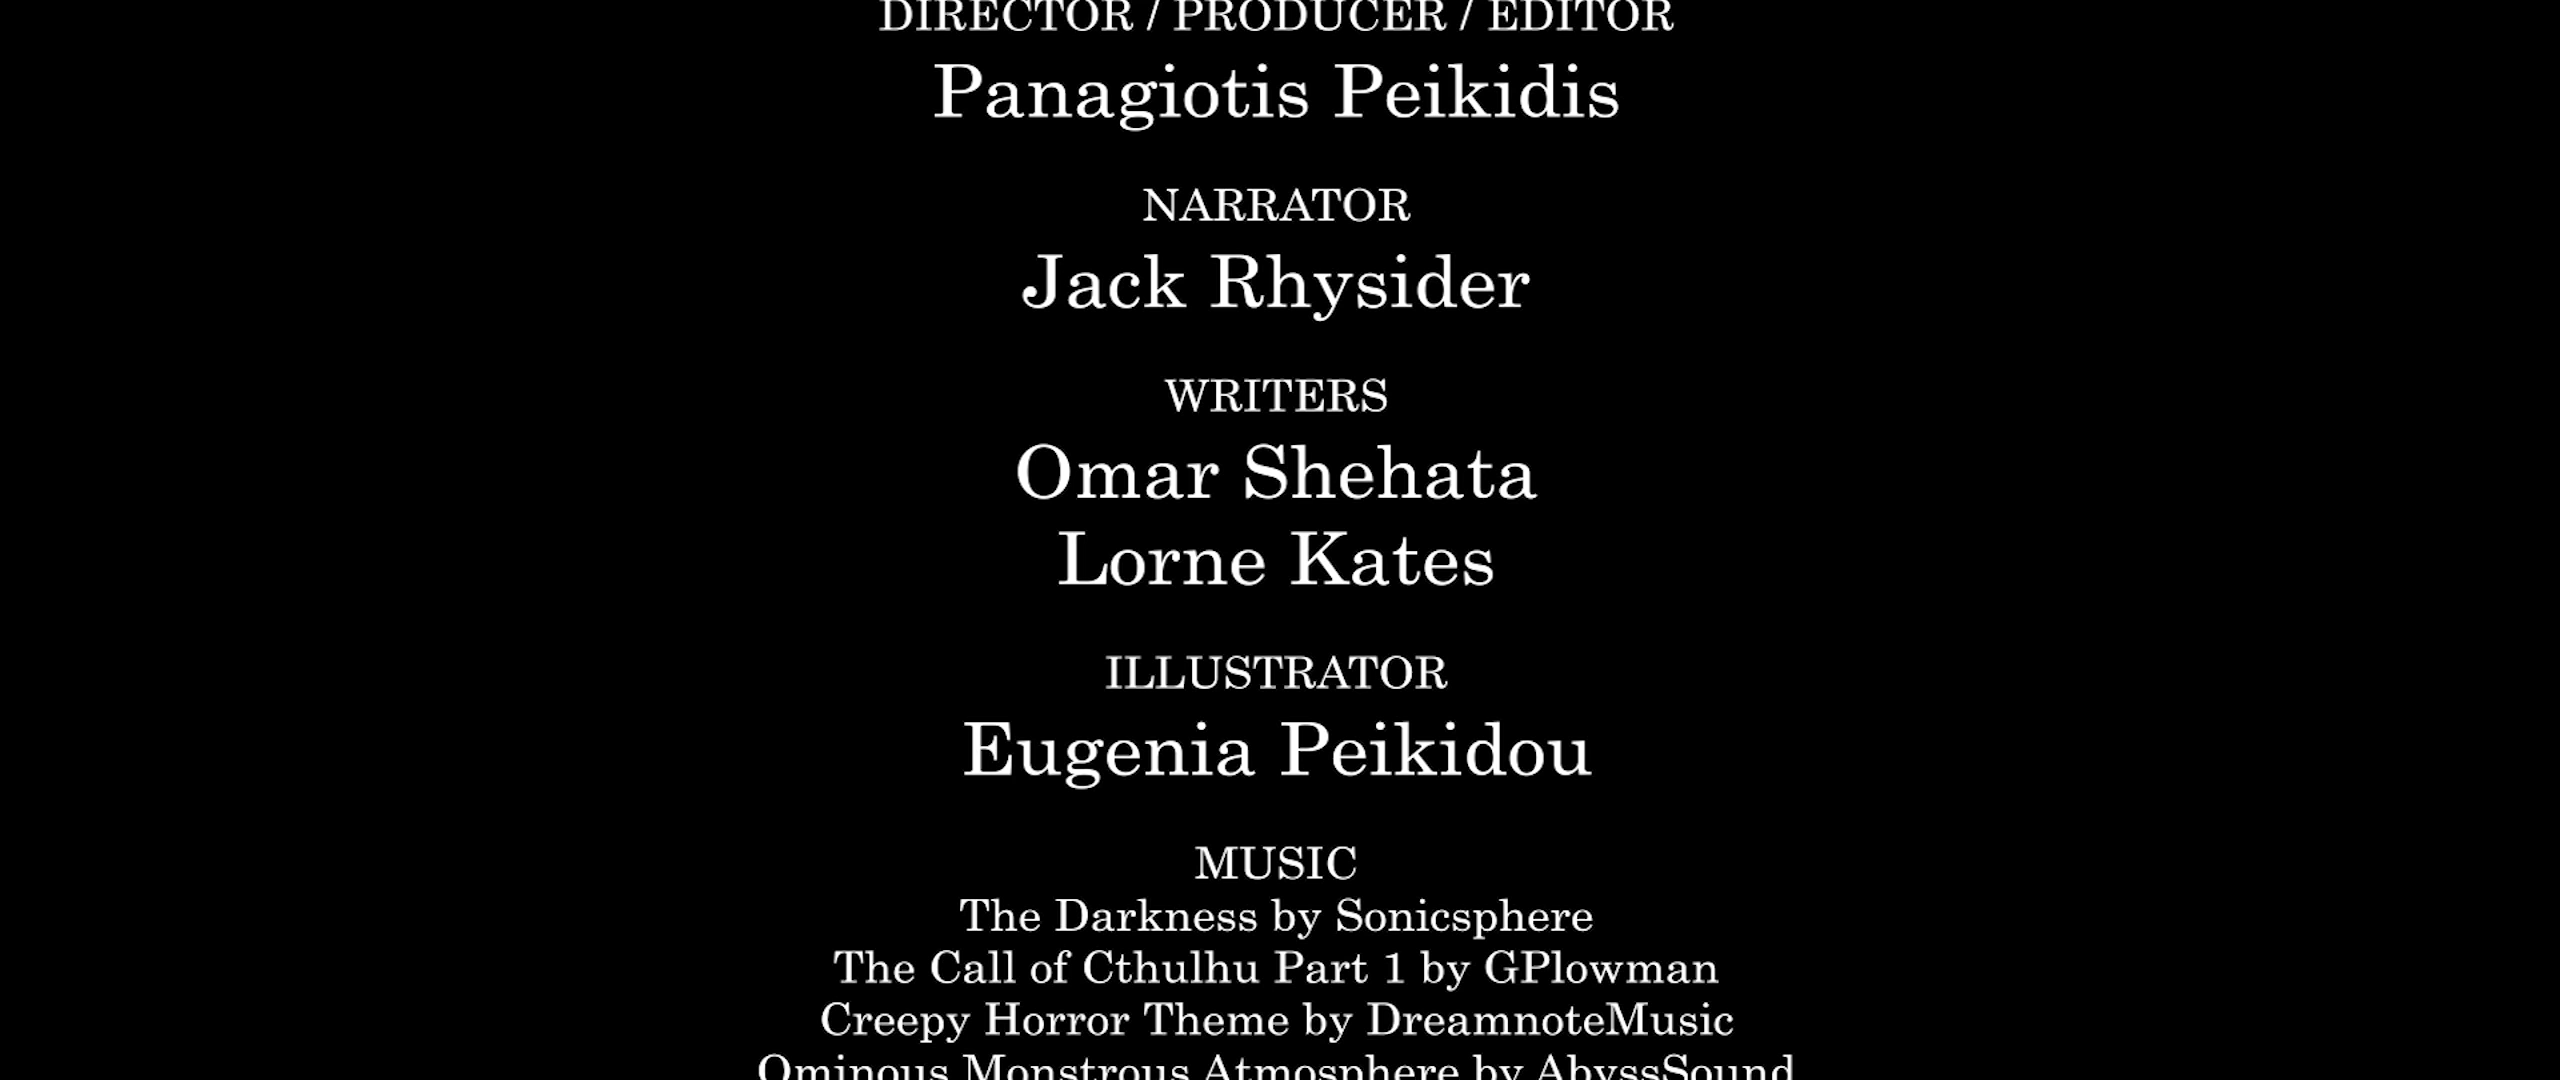 DIRECTOR / PRODUCER / EDITOR
Panagiotis Peikidis
NARRATOR
Jack Rhysider
WRITERS
Omar Shehata
Lorne Kates
ILLUSTRATOR
Eugenia Peikidou
MUSIC
The Darkness by Sonicsphere
The Call of Cthulhu Part 1 by GPlowman
Creepy Horror Theme by DreamnoteMusic
Ominous Monstrous Atmosphere by AbyssSound